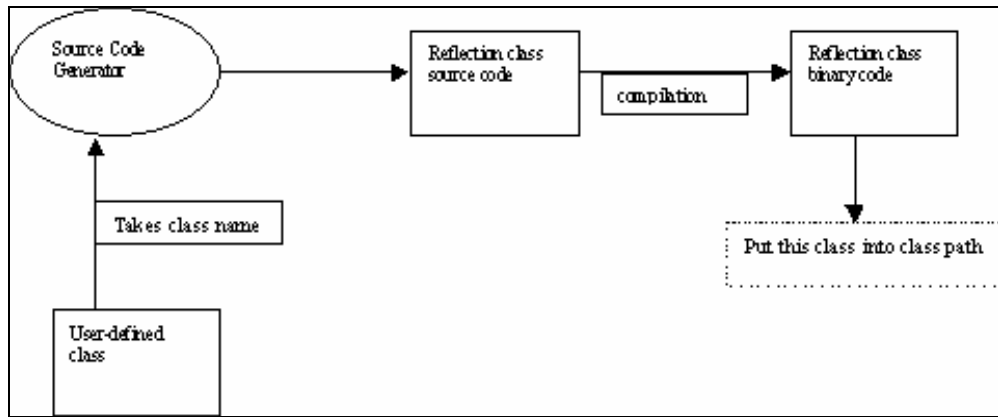 Source Code
Generator
Reflection class
source code
compilation
Reflection class
binary code
Takes class name
Put this class into class path
User-defined
class